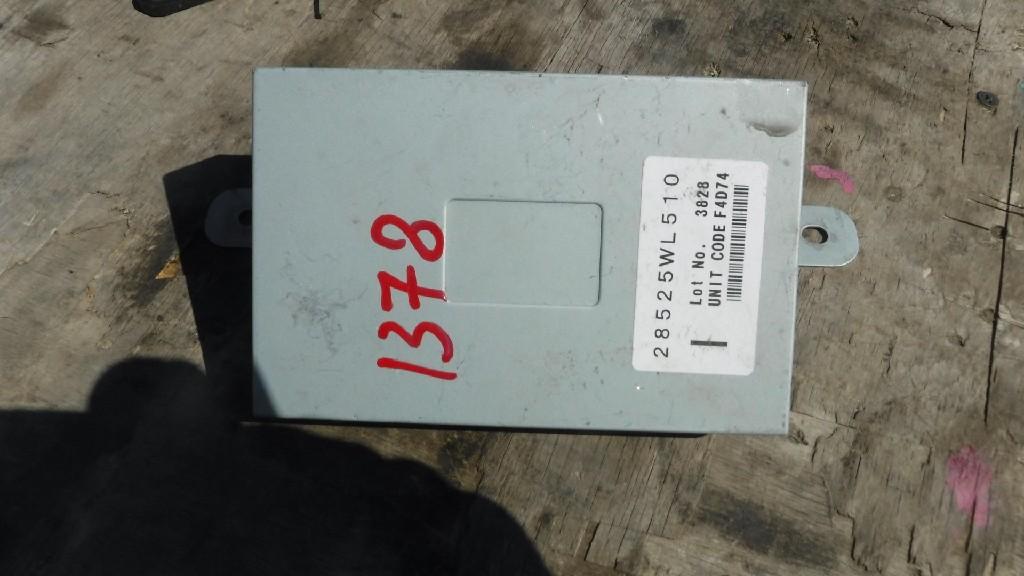 1378
28525WL510
Lot No. 3828
UNIT CODE F4D74